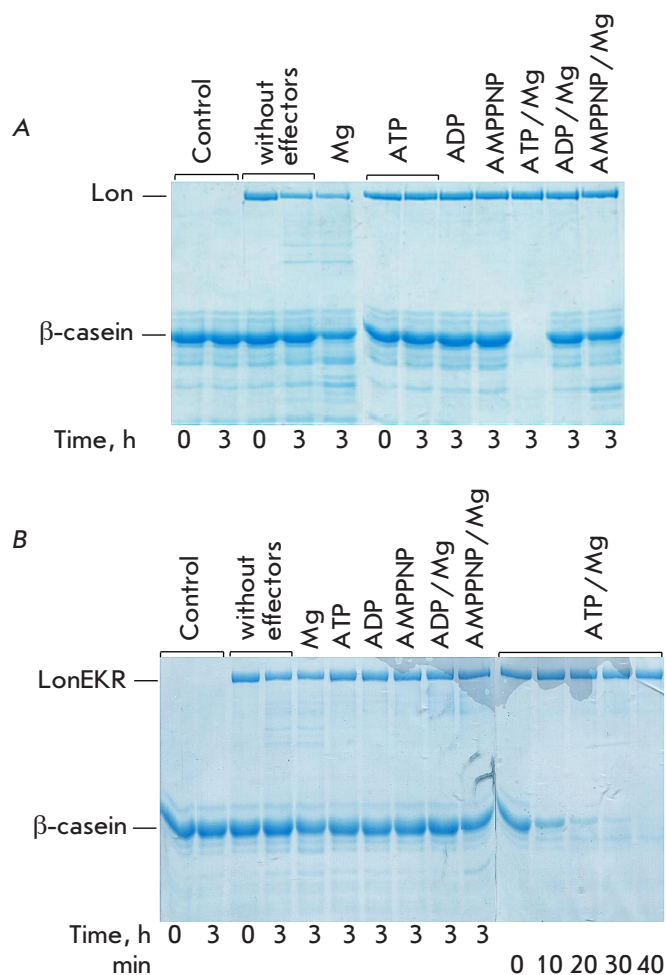 A
Control
without
effectors
Mg
ATP
ADP
AMPPNP
ATP/Mg
ADP/Mg
AMPPNP/Mg
Lon
β-casein
Time, h 0 3 0 3 3 0 3 3 3 3 3 3
B
Control
without
effectors
Mg
ATP
ADP
AMPPNP
ADP/Mg
AMPPNP/Mg
ATP/Mg
LonEKR
β-casein
Time, h 0 3 0 3 3 3 3 3 3 3
min 0 10 20 30 40